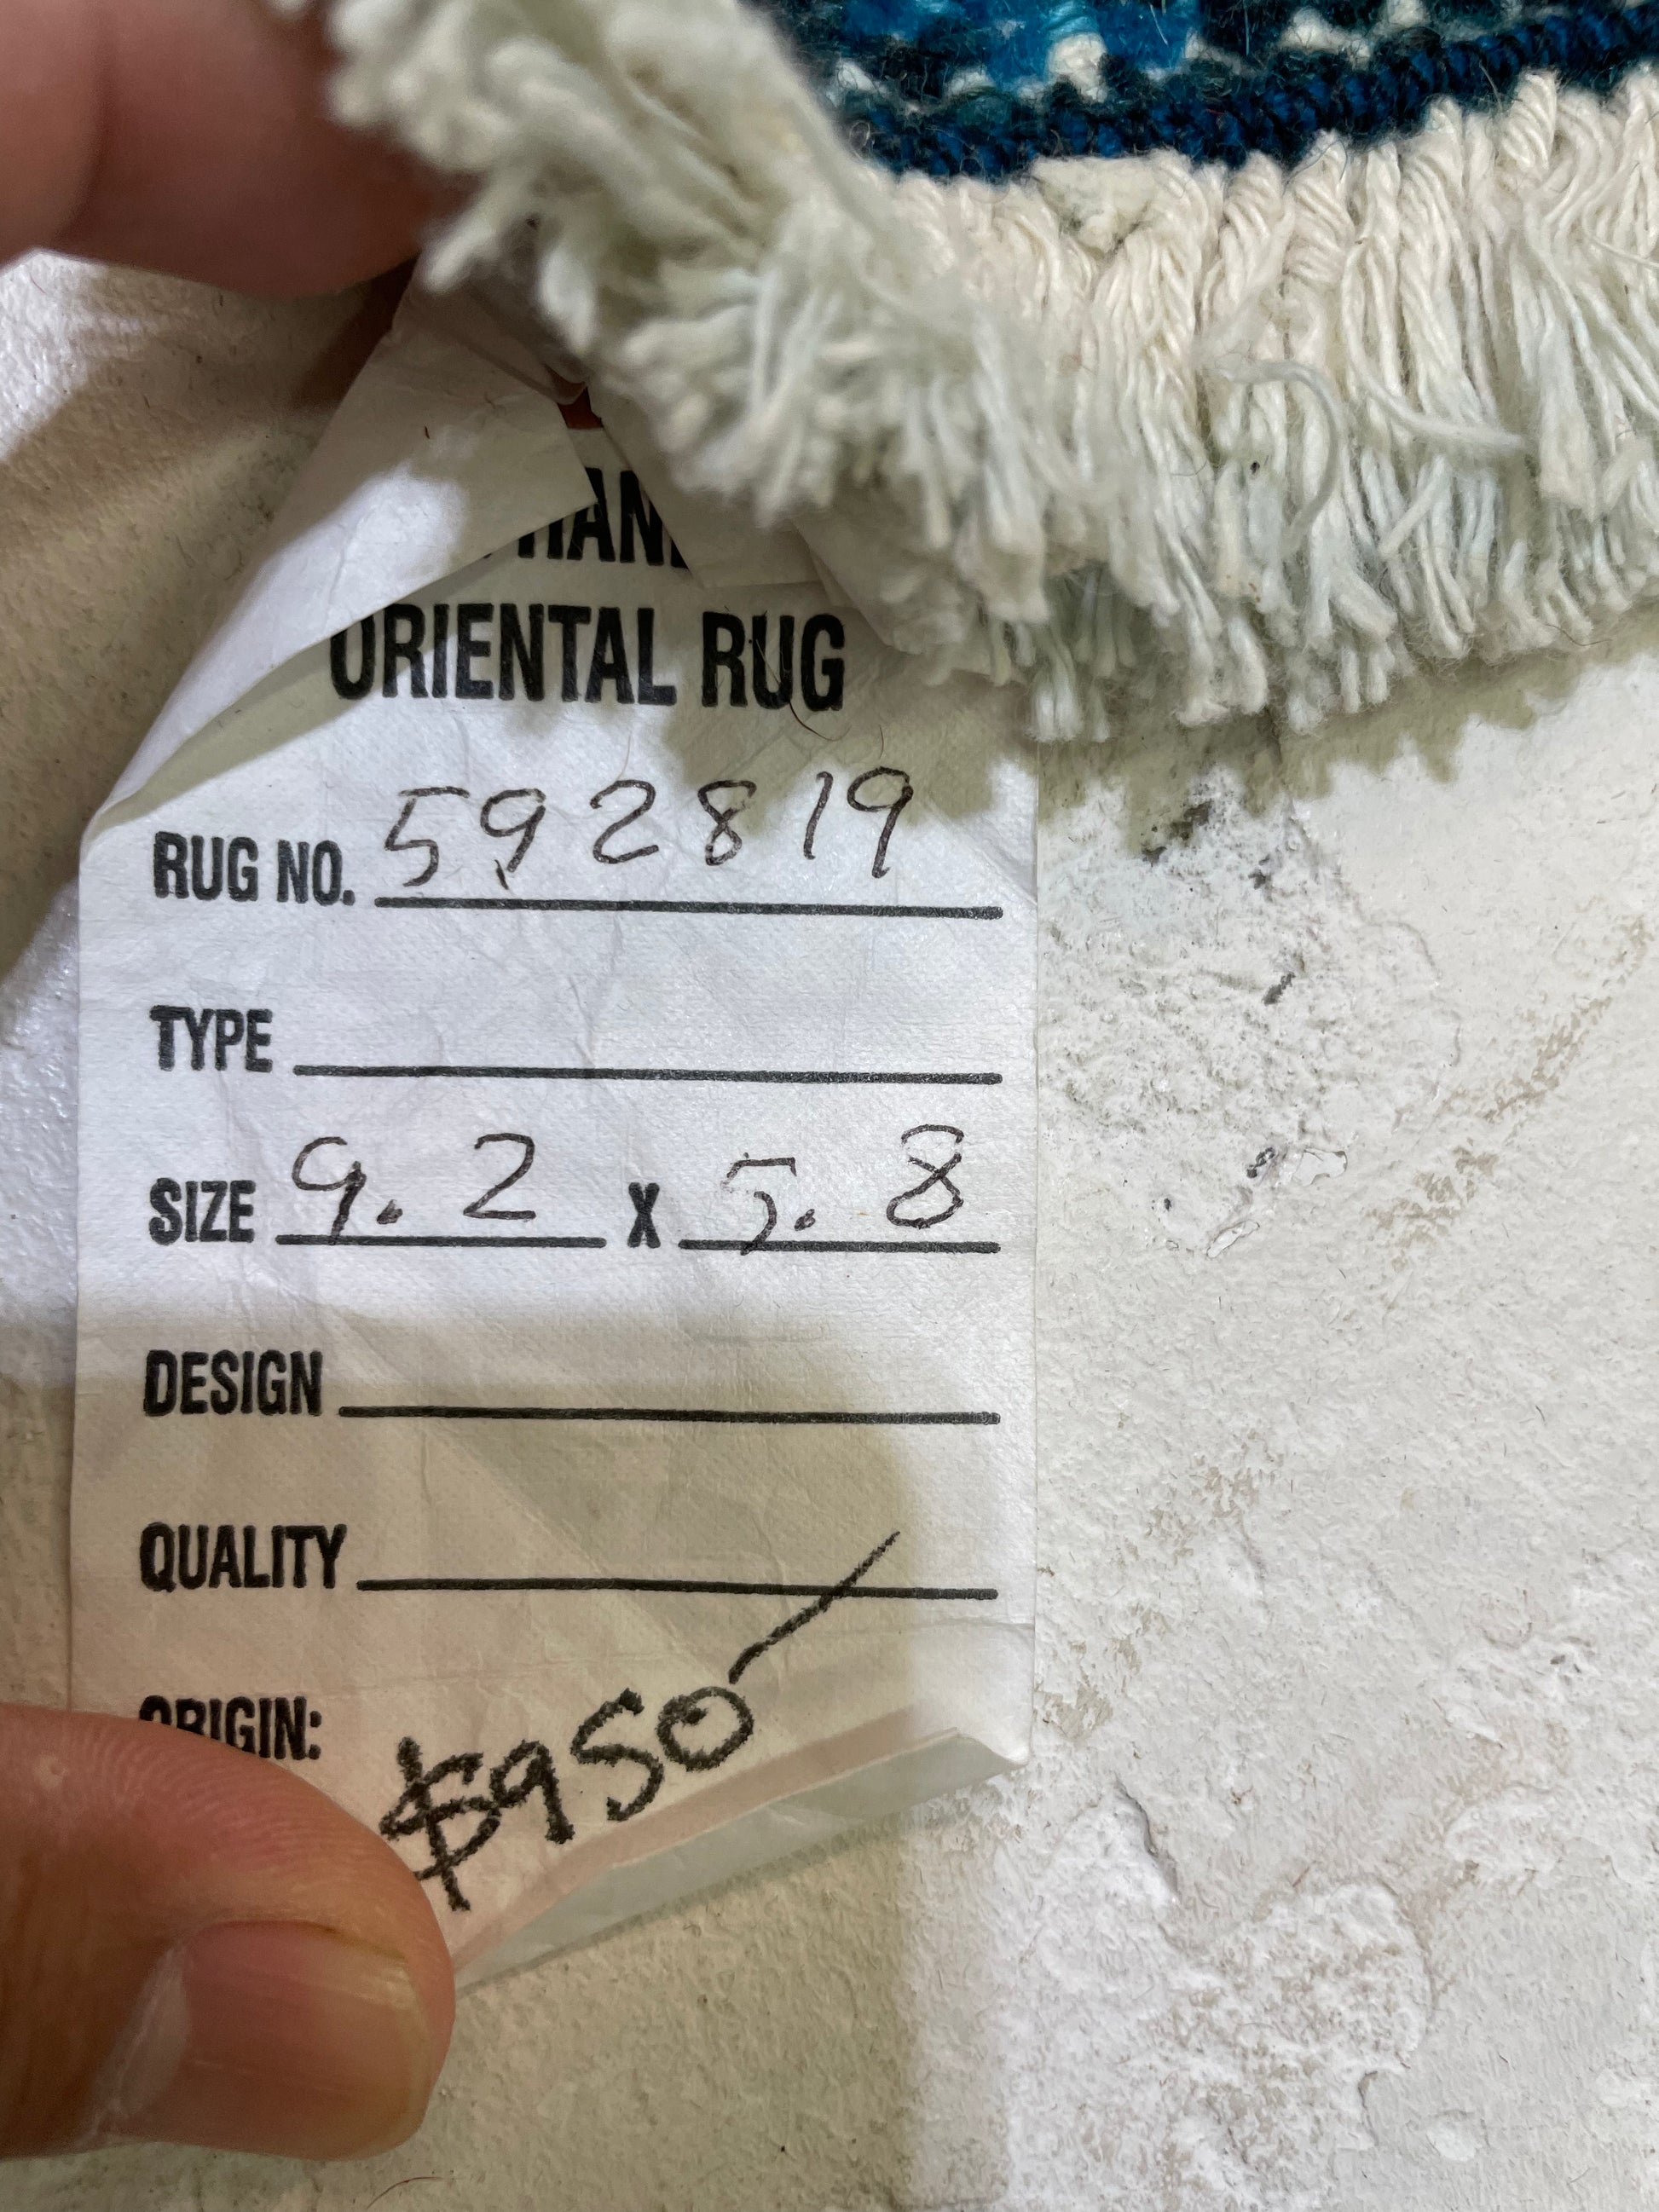 ORIENTAL RUG
RUG NO. 592819
TYPE
SIZE 9.2 X 5.8
DESIGN
QUALITY
ORIGIN:
$950